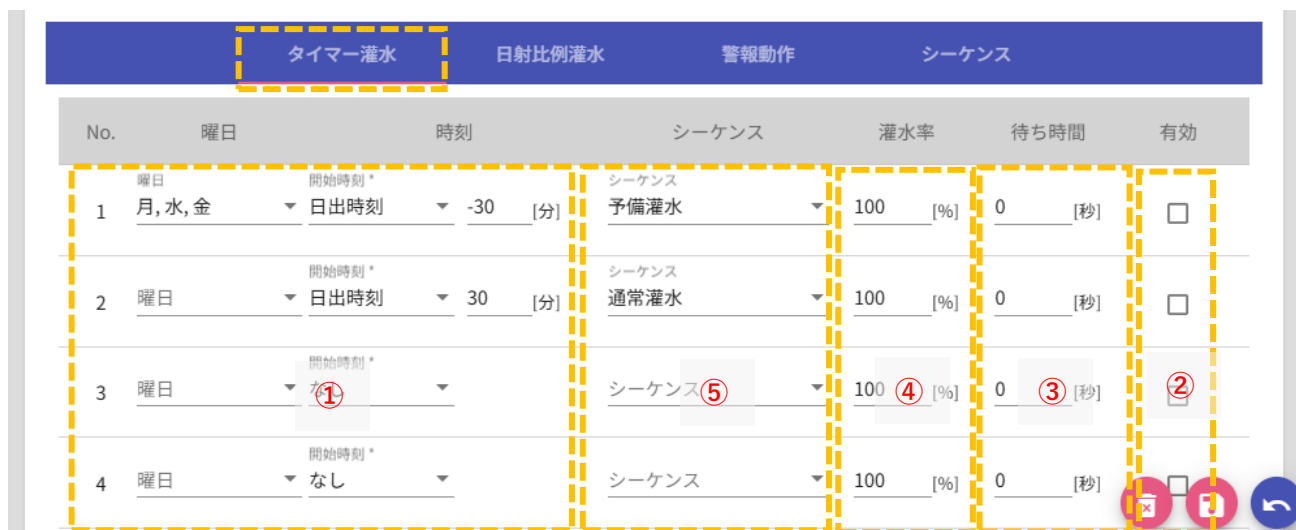 タイマー灌水 日射比例灌水 警報動作 シーケンス
No. 曜日 時刻 シーケンス 灌水率 待ち時間 有効
曜日 開始時刻 * シーケンス
1 月, 水, 金 日出時刻 -30 [分] 予備灌水 100 [%] 0 [秒]
開始時刻 * シーケンス
2 曜日 日出時刻 30 [分] 通常灌水 100 [%] 0 [秒]
開始時刻 *
3 曜日 なし ① シーケンス ⑤ 100 ④ [%] 0 ③ [秒] ②
開始時刻 *
4 曜日 なし シーケンス 100 [%] 0 [秒]